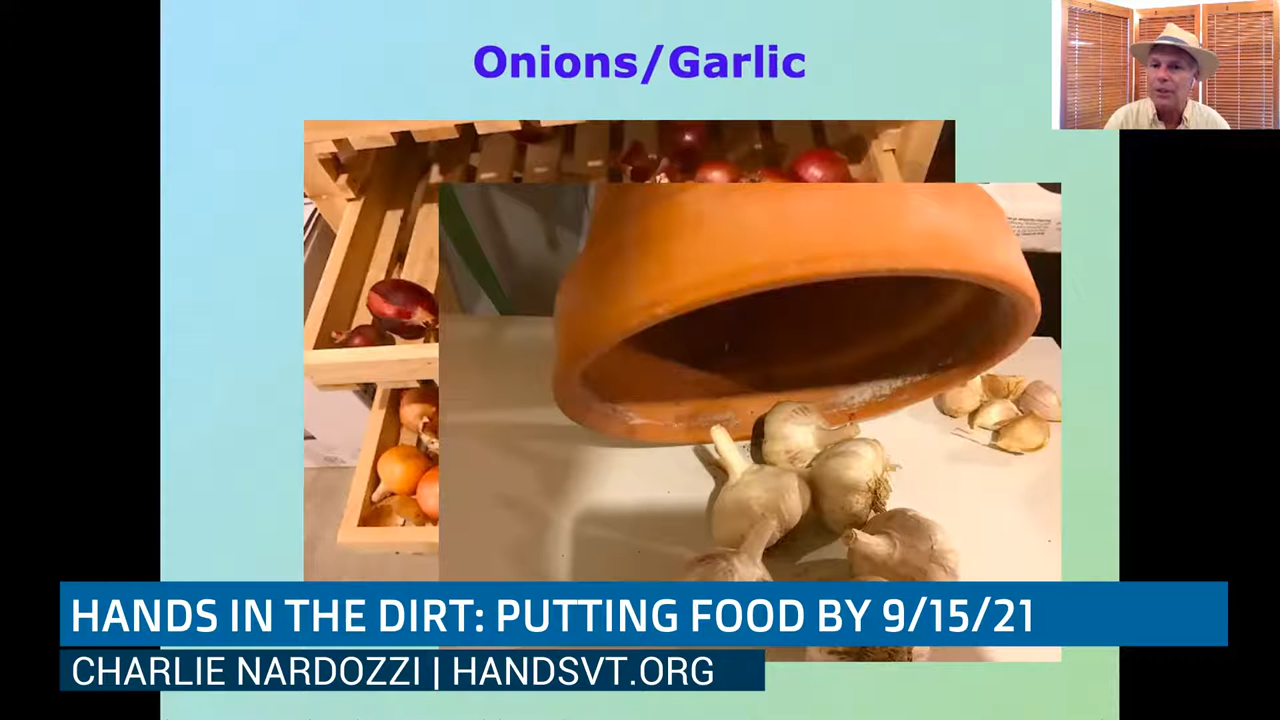 Onions/Garlic
HANDS IN THE DIRT: PUTTING FOOD BY 9/15/21
CHARLIE NARDOZZI | HANDSVT.ORG